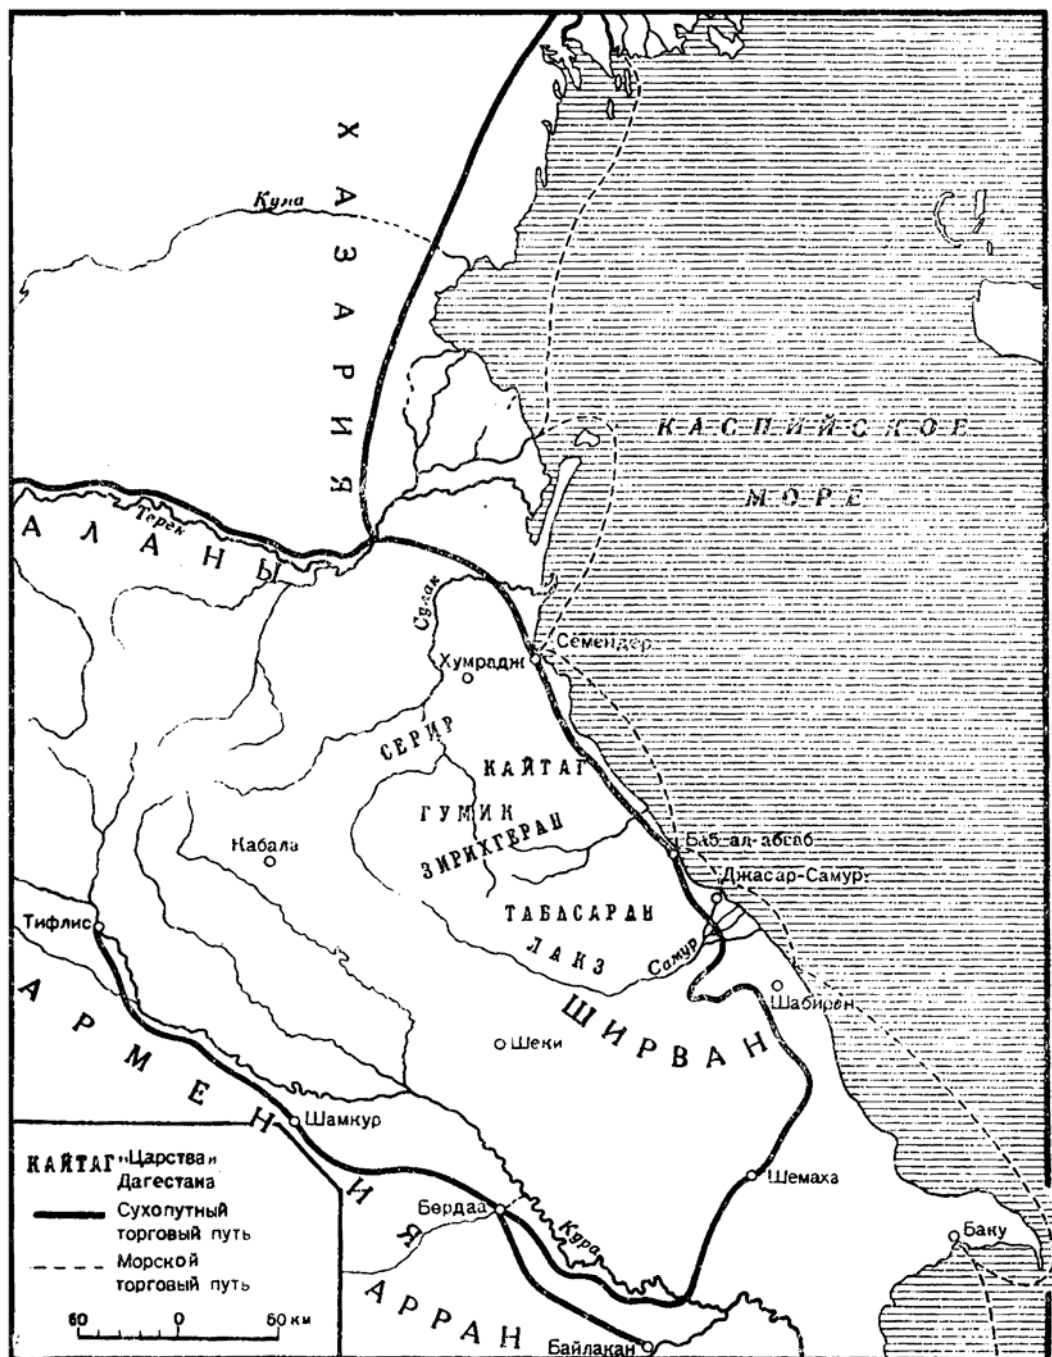 ХАЗАРИЯ
Кума
КАСПИЙСКОЕ
МОРЕ
Терек
АЛАНЫ
Сулак
Семендер
Хумрадж
СЕРИР
КАЙТАГ
ГУМИК
ЗИРИХГЕРАН
Кабала
Баб-ал-абваб
Джасар-Самур
ТАБАСАРАН
Тифлис
ЛАКЗ
Самур
Шабиран
ШИРВАН
Шеки
АРМЕНИЯ
Шамкур
Шемаха
Бердаа
Кура
Баку
АРРАН
Байлакан
КАЙТАГ "Царства"
Дагестана
Сухопутный
торговый путь
Морской
торговый путь
50 0 50 км